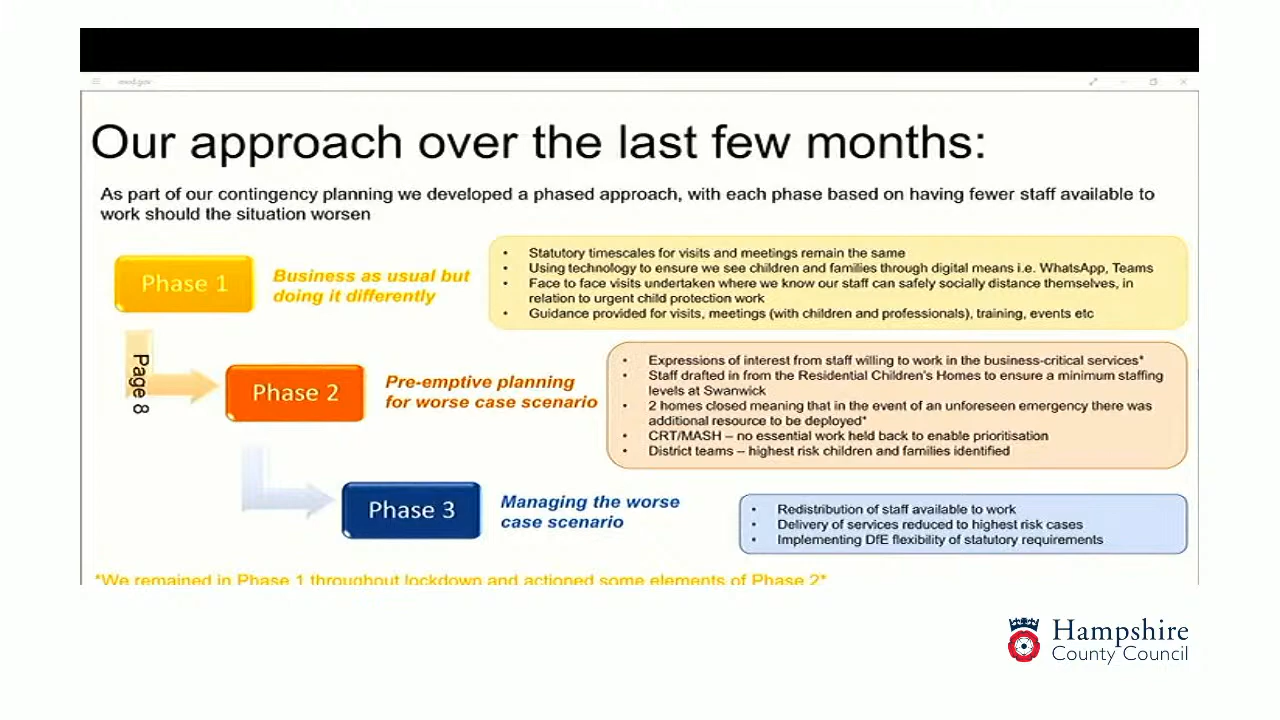 Our approach over the last few months:
As part of our contingency planning we developed a phased approach, with each phase based on having fewer staff available to
work should the situation worsen
Phase 1
Business as usual but
doing it differently
• Statutory timescales for visits and meetings remain the same
• Using technology to ensure we see children and families through digital means i.e. WhatsApp, Teams
• Face to face visits undertaken where we know our staff can safely socially distance themselves, in
relation to urgent child protection work
• Guidance provided for visits, meetings (with children and professionals), training, events etc
Page 8
Phase 2
Pre-emptive planning
for worse case scenario
• Expressions of interest from staff willing to work in the business-critical services*
• Staff drafted in from the Residential Children's Homes to ensure a minimum staffing
levels at Swanwick
• 2 homes closed meaning that in the event of an unforeseen emergency there was
additional resource to be deployed*
• CRT/MASH – no essential work held back to enable prioritisation
• District teams – highest risk children and families identified
Phase 3
Managing the worse
case scenario
• Redistribution of staff available to work
• Delivery of services reduced to highest risk cases
• Implementing DfE flexibility of statutory requirements
*We remained in Phase 1 throughout lockdown and actioned some elements of Phase 2*
Hampshire
County Council